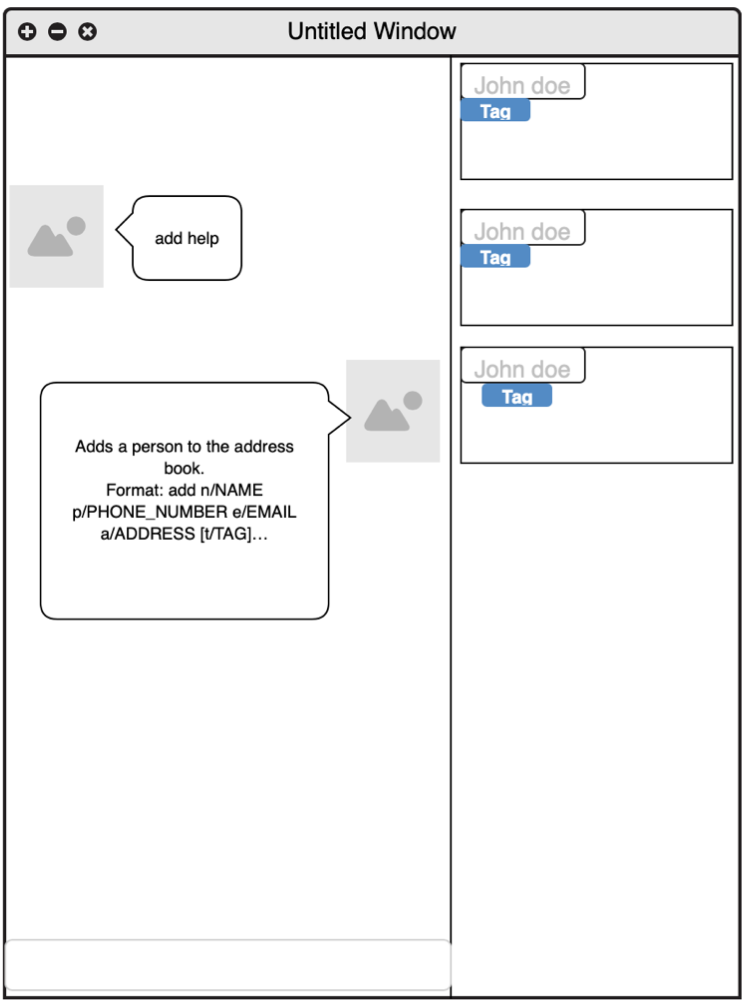 Untitled Window
add help
Adds a person to the address
book.
Format: add n/NAME
p/PHONE_NUMBER e/EMAIL
a/ADDRESS [t/TAG]...
John doe
Tag
John doe
Tag
John doe
Tag